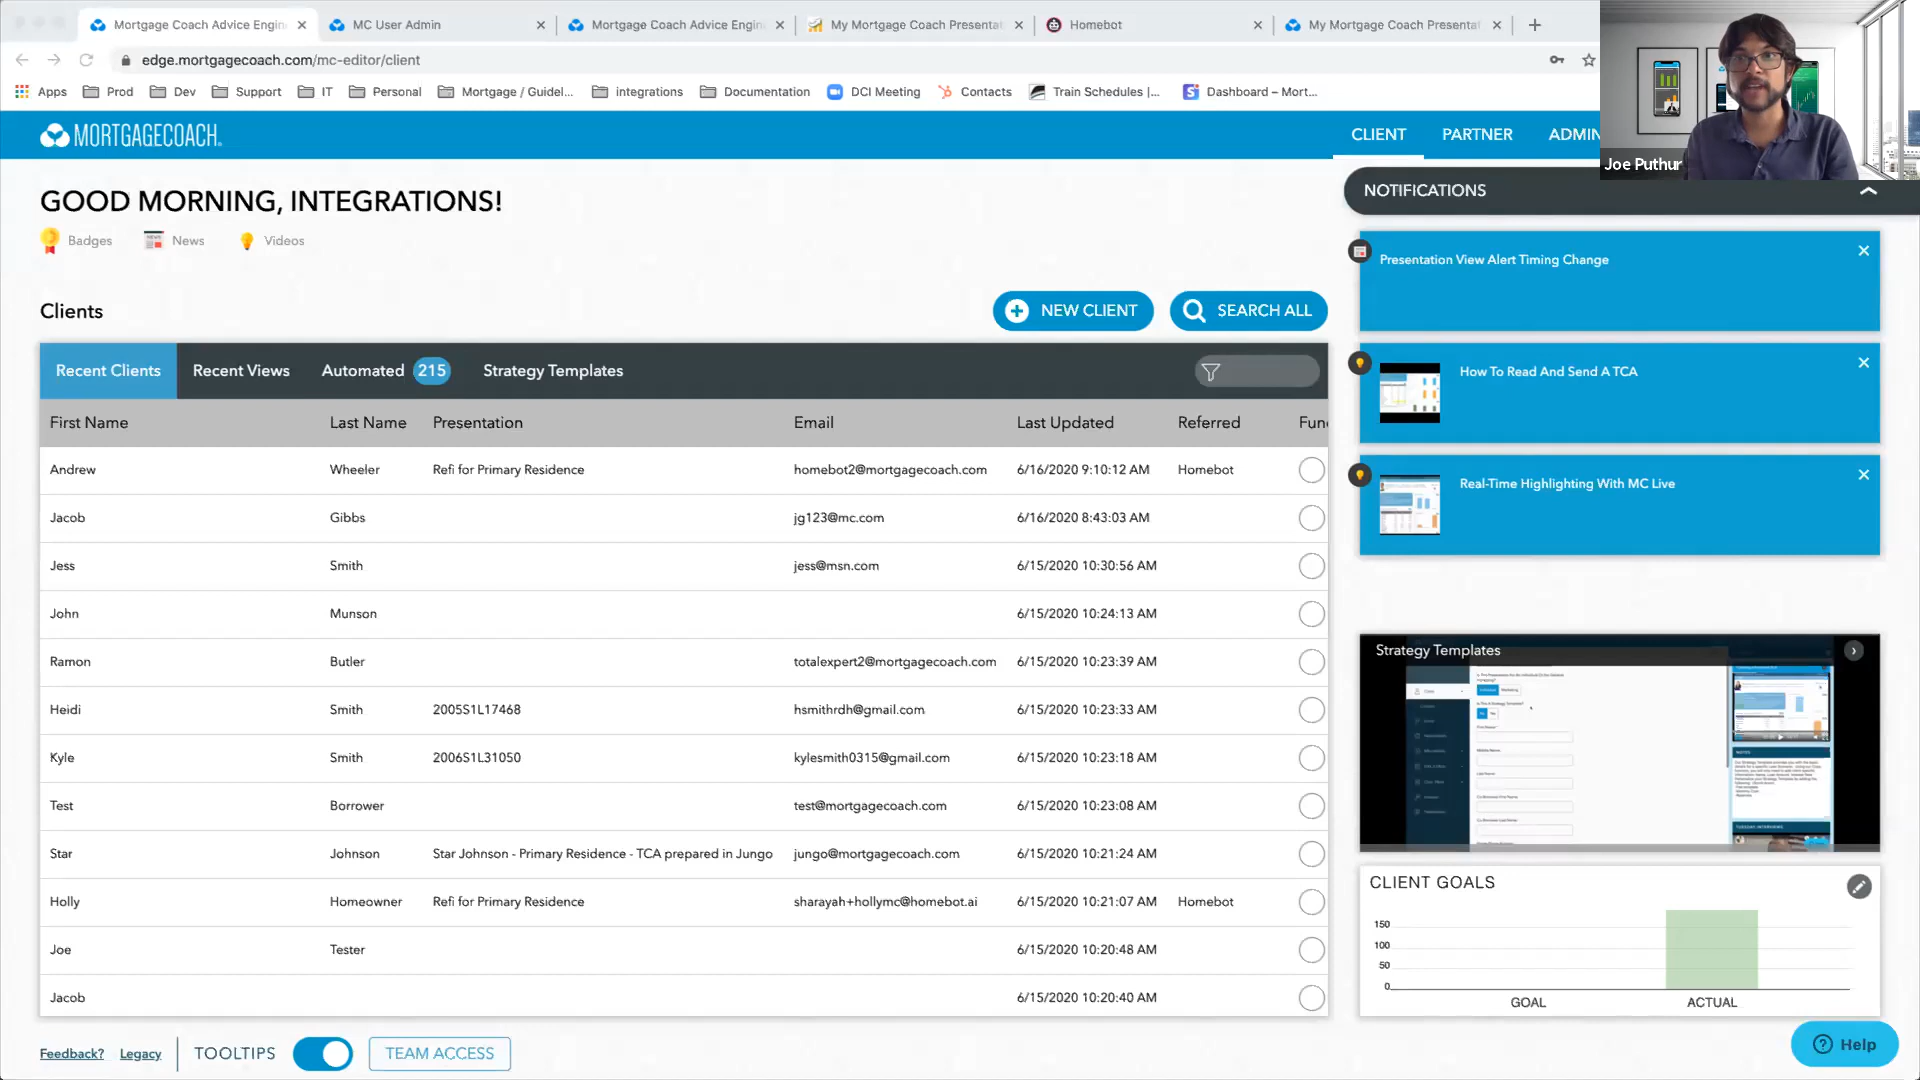 Mortgage Coach Advice Engin
MC User Admin
Mortgage Coach Advice Engin
My Mortgage Coach Presentat
Homebot
My Mortgage Coach Presentat
edge.mortgagecoach.com/mc-editor/client
Apps
Prod
Dev
Support
IT
Personal
Mortgage / Guidel...
integrations
Documentation
DCI Meeting
Contacts
Train Schedules |...
Dashboard – Mort...
MORTGAGECOACH
CLIENT
PARTNER
ADMIN
Joe Puthur
GOOD MORNING, INTEGRATIONS!
Badges
News
Videos
Clients
NEW CLIENT
SEARCH ALL
Recent Clients
Recent Views
Automated 215
Strategy Templates
First Name Last Name Presentation Email Last Updated Referred Fun
Andrew Wheeler Refi for Primary Residence homebot2@mortgagecoach.com 6/16/2020 9:10:12 AM Homebot
Jacob Gibbs jg123@mc.com 6/16/2020 8:43:03 AM
Jess Smith jess@msn.com 6/15/2020 10:30:56 AM
John Munson 6/15/2020 10:24:13 AM
Ramon Butler totalexpert2@mortgagecoach.com 6/15/2020 10:23:39 AM
Heidi Smith 2005S1L17468 hsmithrdh@gmail.com 6/15/2020 10:23:33 AM
Kyle Smith 2006S1L31050 kylesmith0315@gmail.com 6/15/2020 10:23:18 AM
Test Borrower test@mortgagecoach.com 6/15/2020 10:23:08 AM
Star Johnson Star Johnson - Primary Residence - TCA prepared in Jungo jungo@mortgagecoach.com 6/15/2020 10:21:24 AM
Holly Homeowner Refi for Primary Residence sharayah+hollymc@homebot.ai 6/15/2020 10:21:07 AM Homebot
Joe Tester 6/15/2020 10:20:48 AM
Jacob 6/15/2020 10:20:40 AM
Feedback?
Legacy
TOOLTIPS
TEAM ACCESS
NOTIFICATIONS
Presentation View Alert Timing Change
How To Read And Send A TCA
Real-Time Highlighting With MC Live
Strategy Templates
CLIENT GOALS
150
100
50
0
GOAL
ACTUAL
Help